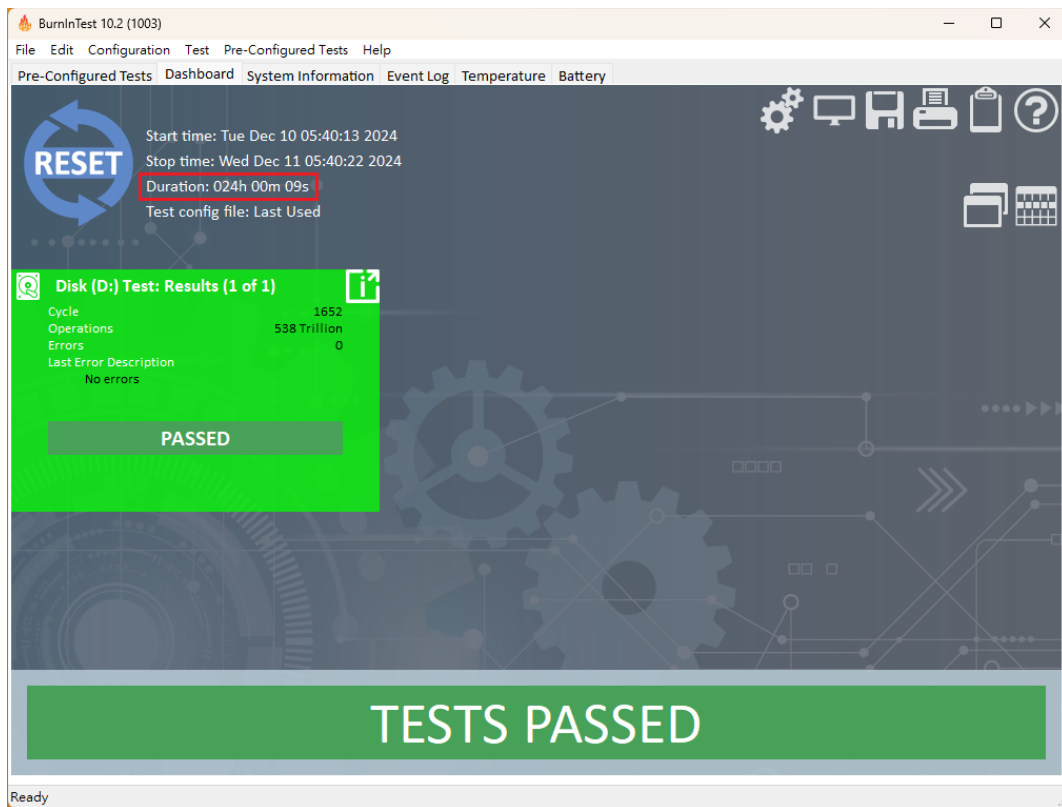 BurnInTest 10.2 (1003)
File Edit Configuration Test Pre-Configured Tests Help
Pre-Configured Tests Dashboard System Information Event Log Temperature Battery
RESET
Start time: Tue Dec 10 05:40:13 2024
Stop time: Wed Dec 11 05:40:22 2024
Duration: 024h 00m 09s
Test config file: Last Used
Disk (D:) Test: Results (1 of 1)
Cycle 1652
Operations 538 Trillion
Errors 0
Last Error Description
No errors
PASSED
TESTS PASSED
Ready